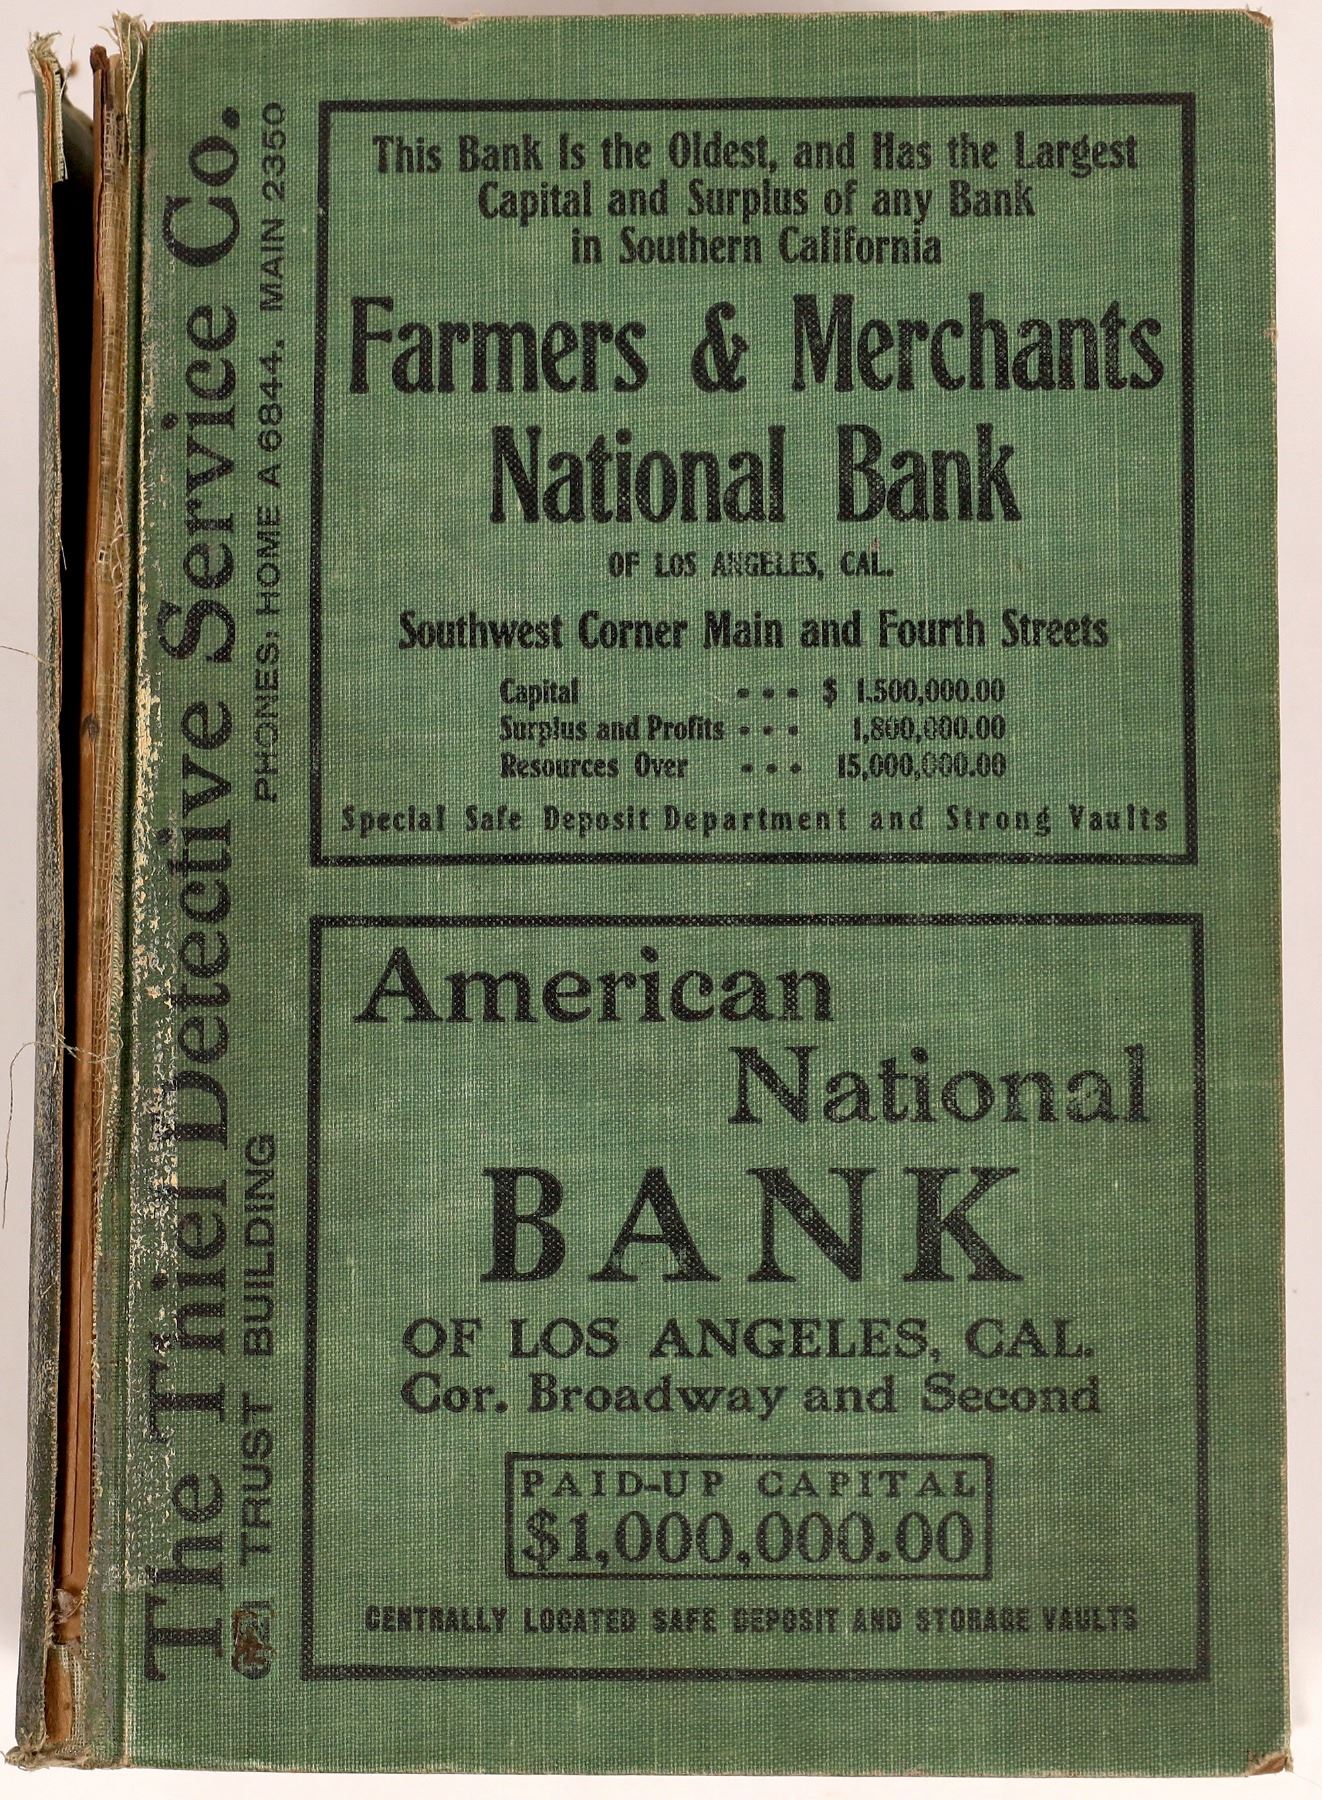 The Thiel Detective Service Co.
TRUST BUILDING PHONES: HOME A 6844. MAIN 2350
This Bank Is the Oldest, and Has the Largest
Capital and Surplus of any Bank
in Southern California
Farmers & Merchants
National Bank
OF LOS ANGELES, CAL.
Southwest Corner Main and Fourth Streets
Capital - - - $ 1.500,000.00
Surplus and Profits - - - 1,800,000.00
Resources Over - - - 15,000,000.00
Special Safe Deposit Department and Strong Vaults
American
National
BANK
OF LOS ANGELES, CAL.
Cor. Broadway and Second
PAID-UP CAPITAL
$1,000,000.00
CENTRALLY LOCATED SAFE DEPOSIT AND STORAGE VAULTS